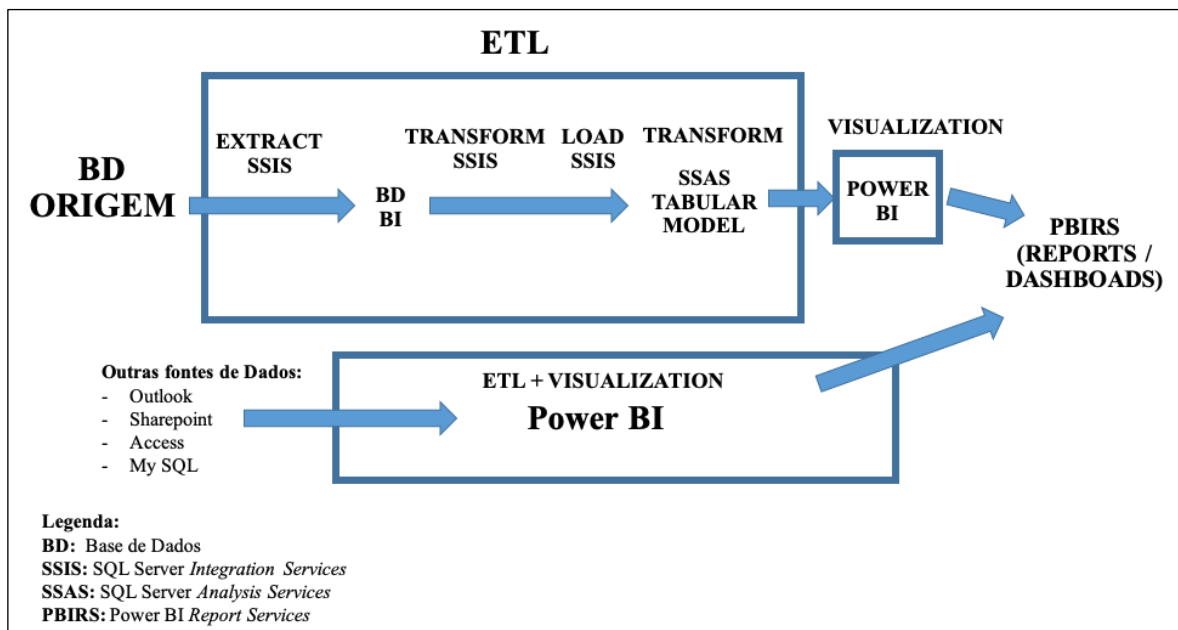 ETL
EXTRACT
SSIS
TRANSFORM
SSIS
LOAD
SSIS
TRANSFORM
VISUALIZATION
BD
ORIGEM
BD
BI
SSAS
TABULAR
MODEL
POWER
BI
PBIRS
(REPORTS /
DASHBOADS)
Outras fontes de Dados:
- Outlook
- Sharepoint
- Access
- My SQL
ETL + VISUALIZATION
Power BI
Legenda:
BD: Base de Dados
SSIS: SQL Server Integration Services
SSAS: SQL Server Analysis Services
PBIRS: Power BI Report Services